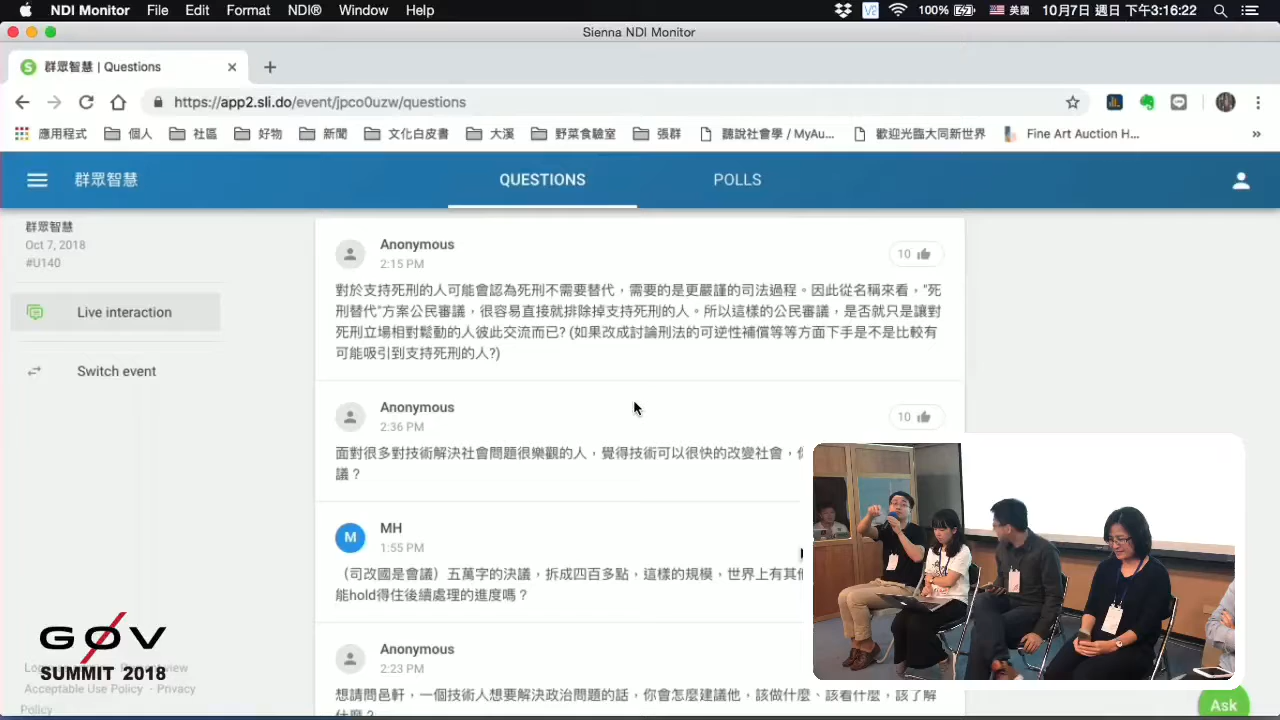 NDI Monitor File Edit Format NDI® Window Help 100% 美國 10月7日 週日 下午3:16:22
Sienna NDI Monitor
群眾智慧 | Questions
https://app2.sli.do/event/jpco0uzw/questions
應用程式 個人 社區 好物 新聞 文化白皮書 大溪 野菜食驗室 張群 聽說社會學 / MyAu... 歡迎光臨大同新世界 Fine Art Auction H... »
群眾智慧 QUESTIONS POLLS
群眾智慧
Oct 7, 2018
#U140
Live interaction
Switch event
Anonymous
2:15 PM
10
對於支持死刑的人可能會認為死刑不需要替代，需要的是更嚴謹的司法過程。因此從名稱來看，"死
刑替代"方案公民審議，很容易直接就排除掉支持死刑的人。所以這樣的公民審議，是否就只是讓對
死刑立場相對鬆動的人彼此交流而已? (如果改成討論刑法的可逆性補償等等方面下手是不是比較有
可能吸引到支持死刑的人?)
Anonymous
2:36 PM
10
面對很多對技術解決社會問題很樂觀的人，覺得技術可以很快的改變社會，
議？
M
MH
1:55 PM
（司改國是會議）五萬字的決議，拆成四百多點，這樣的規模，世界上有其
能hold得住後續處理的進度嗎？
Anonymous
2:23 PM
想請問邑軒，一個技術人想要解決政治問題的話，你會怎麼建議他，該做什麼、該看什麼，該了解
什麼？
GØV
SUMMIT 2018
Acceptable Use Policy · Privacy
Policy
Ask